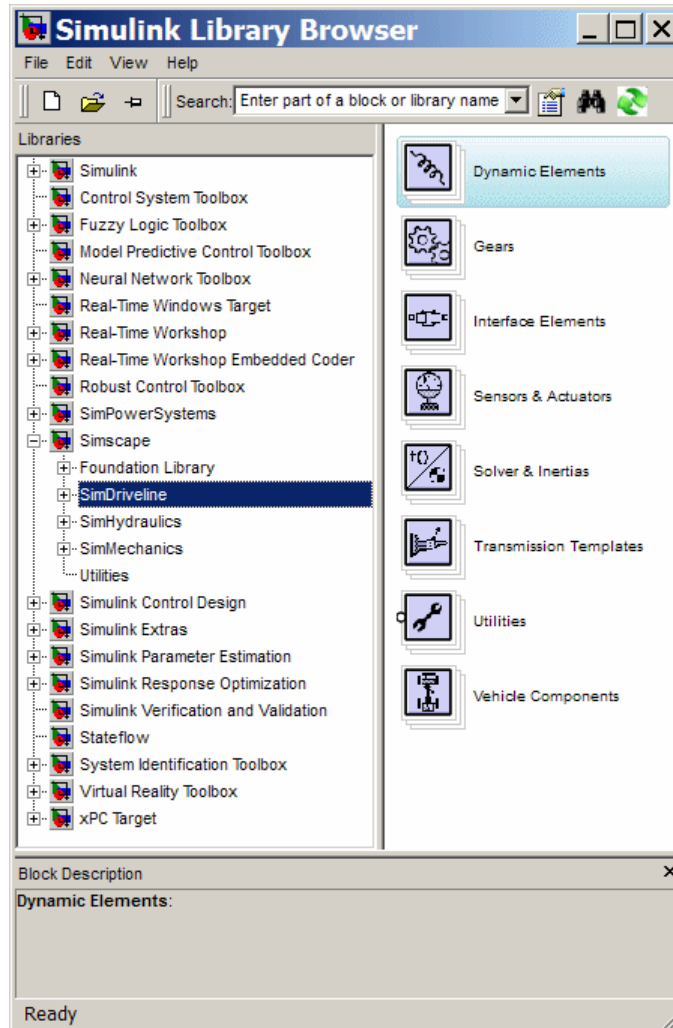 Simulink Library Browser
File Edit View Help
Search: Enter part of a block or library name
Libraries
Simulink
Control System Toolbox
Fuzzy Logic Toolbox
Model Predictive Control Toolbox
Neural Network Toolbox
Real-Time Windows Target
Real-Time Workshop
Real-Time Workshop Embedded Coder
Robust Control Toolbox
SimPowerSystems
Simscape
Foundation Library
SimDriveline
SimHydraulics
SimMechanics
Utilities
Simulink Control Design
Simulink Extras
Simulink Parameter Estimation
Simulink Response Optimization
Simulink Verification and Validation
Stateflow
System Identification Toolbox
Virtual Reality Toolbox
xPC Target
Dynamic Elements
Gears
Interface Elements
Sensors & Actuators
f()
Solver & Inertias
Transmission Templates
Utilities
Vehicle Components
Block Description
Dynamic Elements:
Ready